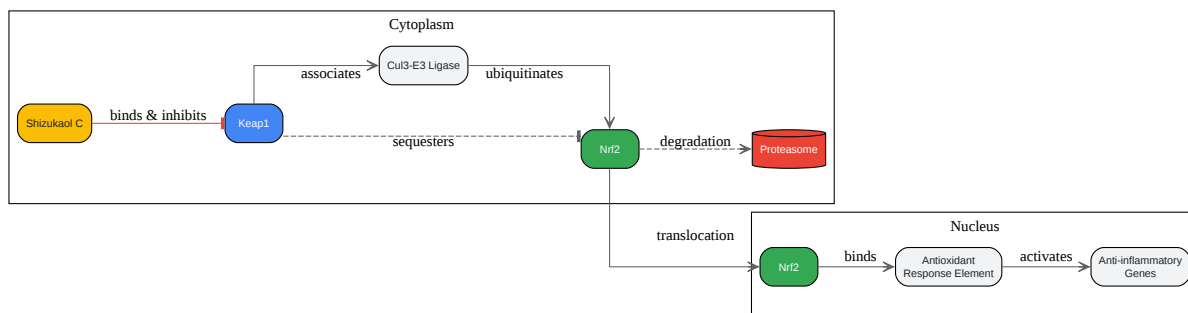 Cytoplasm
Cul3-E3 Ligase
associates
ubiquitinates
Shizukaol C
binds & inhibits
Keap1
sequesters
Nrf2
degradation
Proteasome
translocation
Nucleus
Nrf2
binds
Antioxidant
Response Element
activates
Anti-inflammatory
Genes